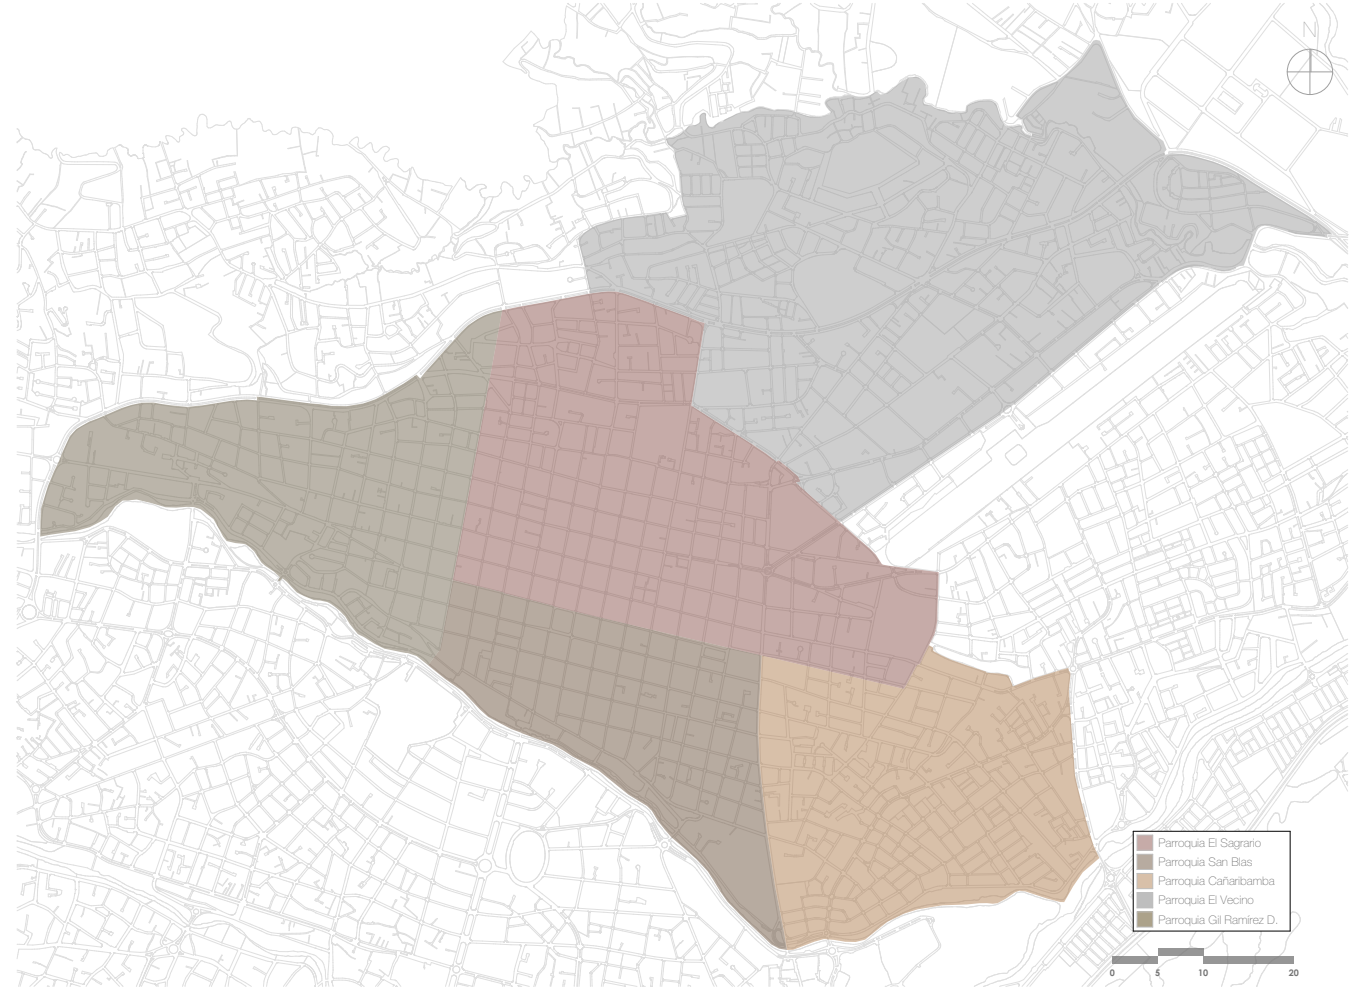 N
Parroquia El Sagrario
Parroquia San Blas
Parroquia Cañaribamba
Parroquia El Vecino
Parroquia Gil Ramírez D.
0 5 10 20